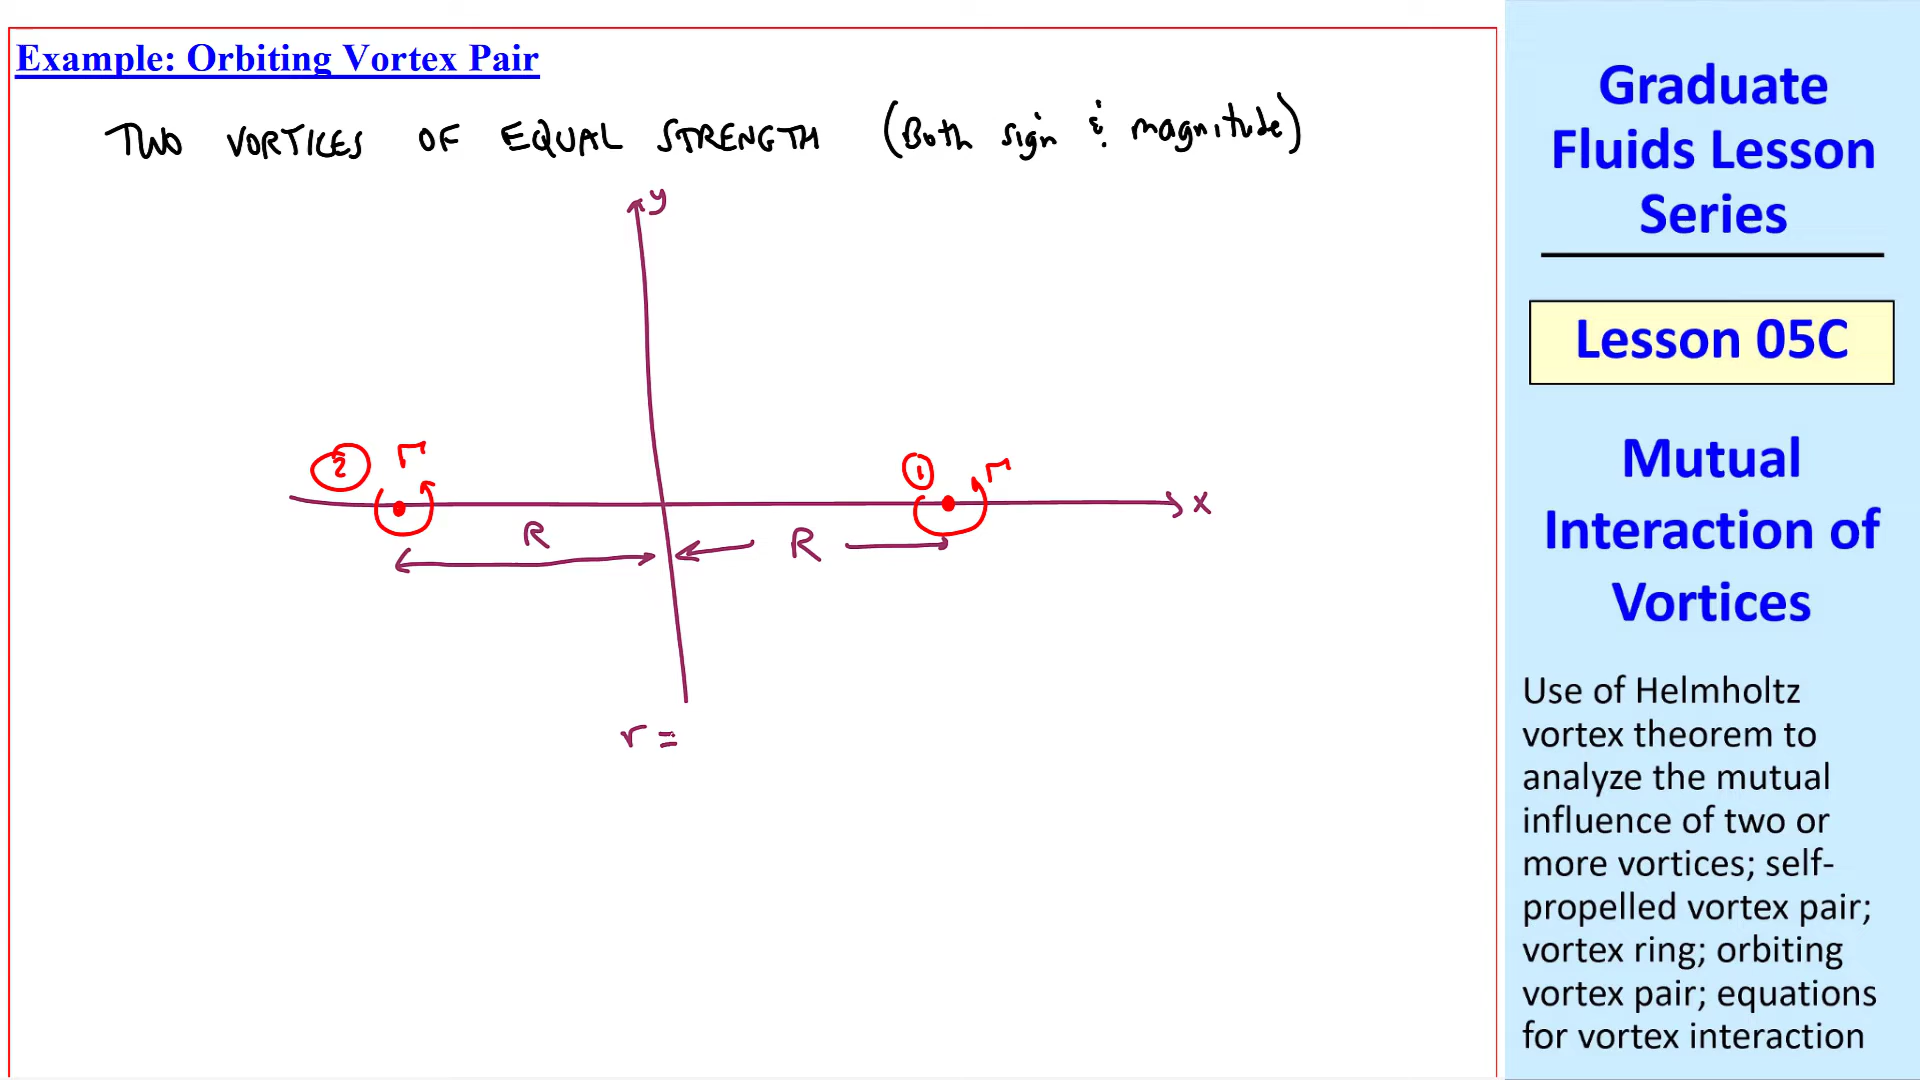 Example: Orbiting Vortex Pair
TWO VORTICES OF EQUAL STRENGTH (Both sign & magnitude)
y
2 Γ
1 Γ
x
R
R
r =
Graduate
Fluids Lesson
Series
Lesson 05C
Mutual
Interaction of
Vortices
Use of Helmholtz
vortex theorem to
analyze the mutual
influence of two or
more vortices; self-
propelled vortex pair;
vortex ring; orbiting
vortex pair; equations
for vortex interaction